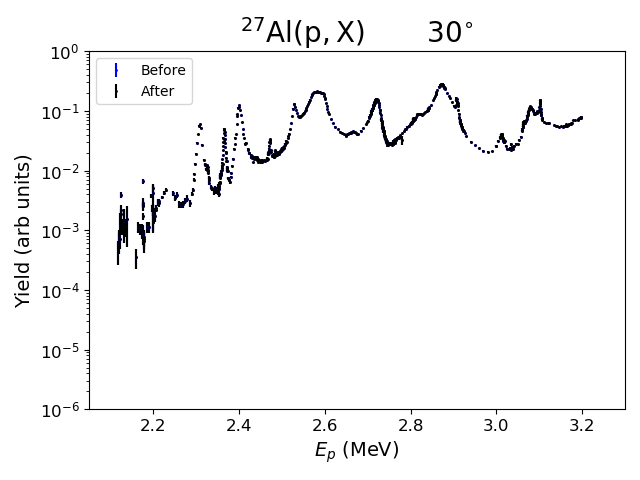 ²⁷Al(p, X) 30°
Before
After
Yield (arb units)
10⁰
10⁻¹
10⁻²
10⁻³
10⁻⁴
10⁻⁵
10⁻⁶
2.2 2.4 2.6 2.8 3.0 3.2
Eₚ (MeV)